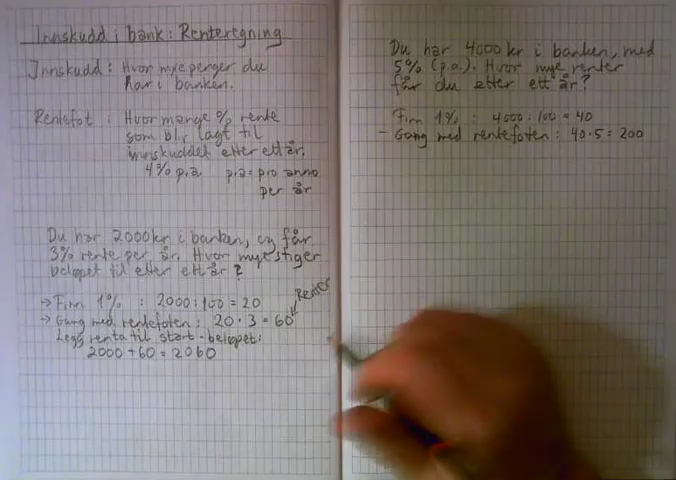 Innskudd i bank: Renteregning
Innskudd : Hvor mye penger du
har i banken.
Rentefot : Hvor mange % rente
som blir lagt til
innskuddet etter ett år.
4% p.a p.a = pro anno
per år
Du har 2000 kr i banken, og får
3% rente per år. Hvor mye stiger
beløpet til etter ett år?
→ Finn 1% : 2000 : 100 = 20
→ Gang med rentefoten : 20 · 3 = 60
Renter
Legg renta til start-beløpet:
2000 + 60 = 2060
Du har 4000 kr i banken, med
5% (p.a.). Hvor mye renter
får du etter ett år?
Finn 1% : 4000 : 100 = 40
- Gang med rentefoten : 40 · 5 = 200